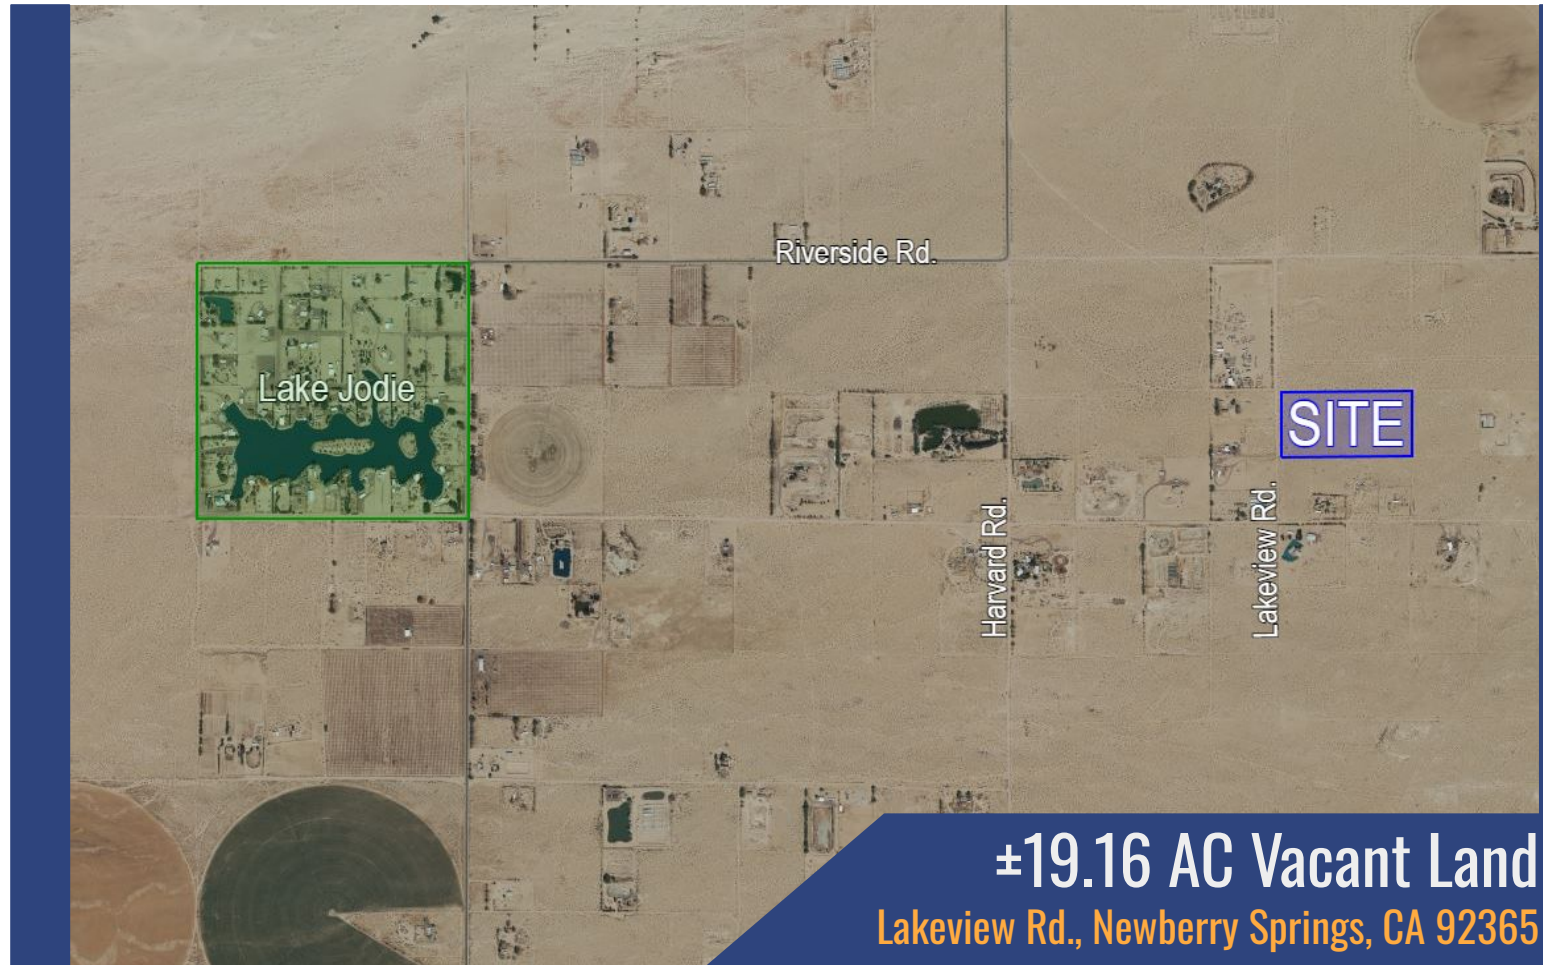 Riverside Rd.
Lake Jodie
SITE
Harvard Rd.
Lakeview Rd.
±19.16 AC Vacant Land
Lakeview Rd., Newberry Springs, CA 92365